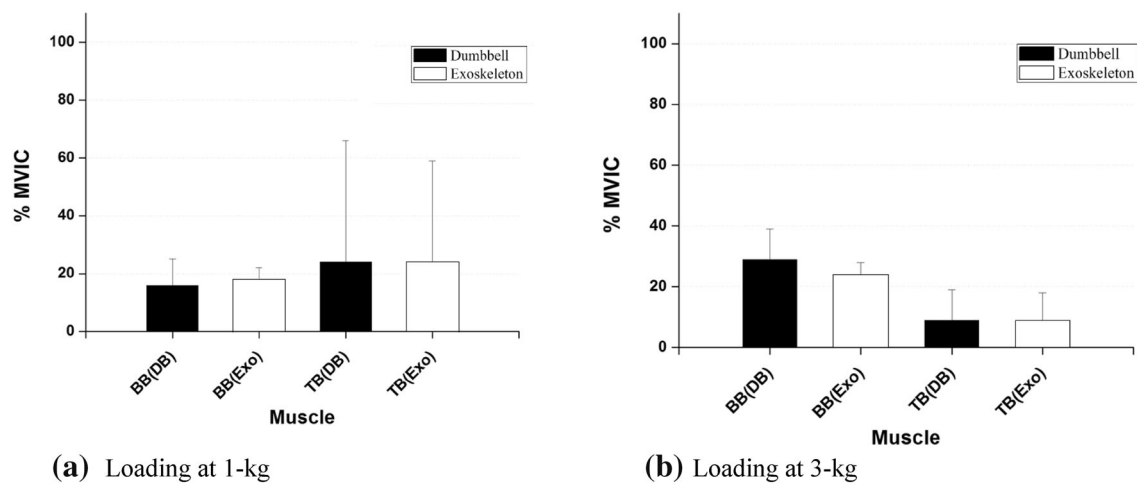 100
80
60
40
20
0
% MVIC
Dumbbell
Exoskeleton
BB(DB)
BB(Exo)
TB(DB)
TB(Exo)
Muscle
(a) Loading at 1-kg
100
80
60
40
20
0
% MVIC
Dumbbell
Exoskeleton
BB(DB)
BB(Exo)
TB(DB)
TB(Exo)
Muscle
(b) Loading at 3-kg